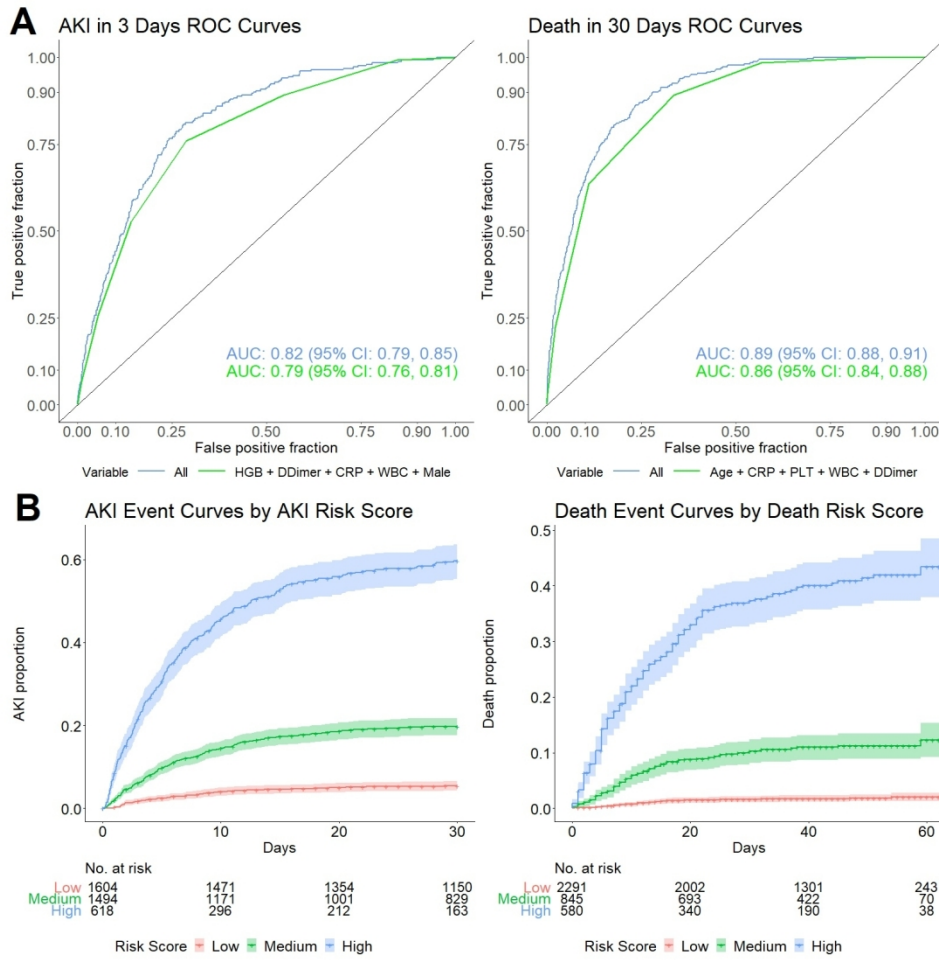 A
AKI in 3 Days ROC Curves
1.00
0.90
0.75
0.50
0.25
0.10
0.00
True positive fraction
AUC: 0.82 (95% CI: 0.79, 0.85)
AUC: 0.79 (95% CI: 0.76, 0.81)
0.00 0.10 0.25 0.50 0.75 0.90 1.00
False positive fraction
Variable All HGB + DDimer + CRP + WBC + Male
Death in 30 Days ROC Curves
1.00
0.90
0.75
0.50
0.25
0.10
0.00
True positive fraction
AUC: 0.89 (95% CI: 0.88, 0.91)
AUC: 0.86 (95% CI: 0.84, 0.88)
0.00 0.10 0.25 0.50 0.75 0.90 1.00
False positive fraction
Variable All Age + CRP + PLT + WBC + DDimer
B
AKI Event Curves by AKI Risk Score
0.6
0.4
0.2
0.0
AKI proportion
0 10 20 30
Days
No. at risk
Low 1604 1471 1354 1150
Medium 1494 1171 1001 829
High 618 296 212 163
Risk Score Low Medium High
Death Event Curves by Death Risk Score
0.5
0.4
0.3
0.2
0.1
0.0
Death proportion
0 20 40 60
Days
No. at risk
Low 2291 2002 1301 243
Medium 845 693 422 70
High 580 340 190 38
Risk Score Low Medium High